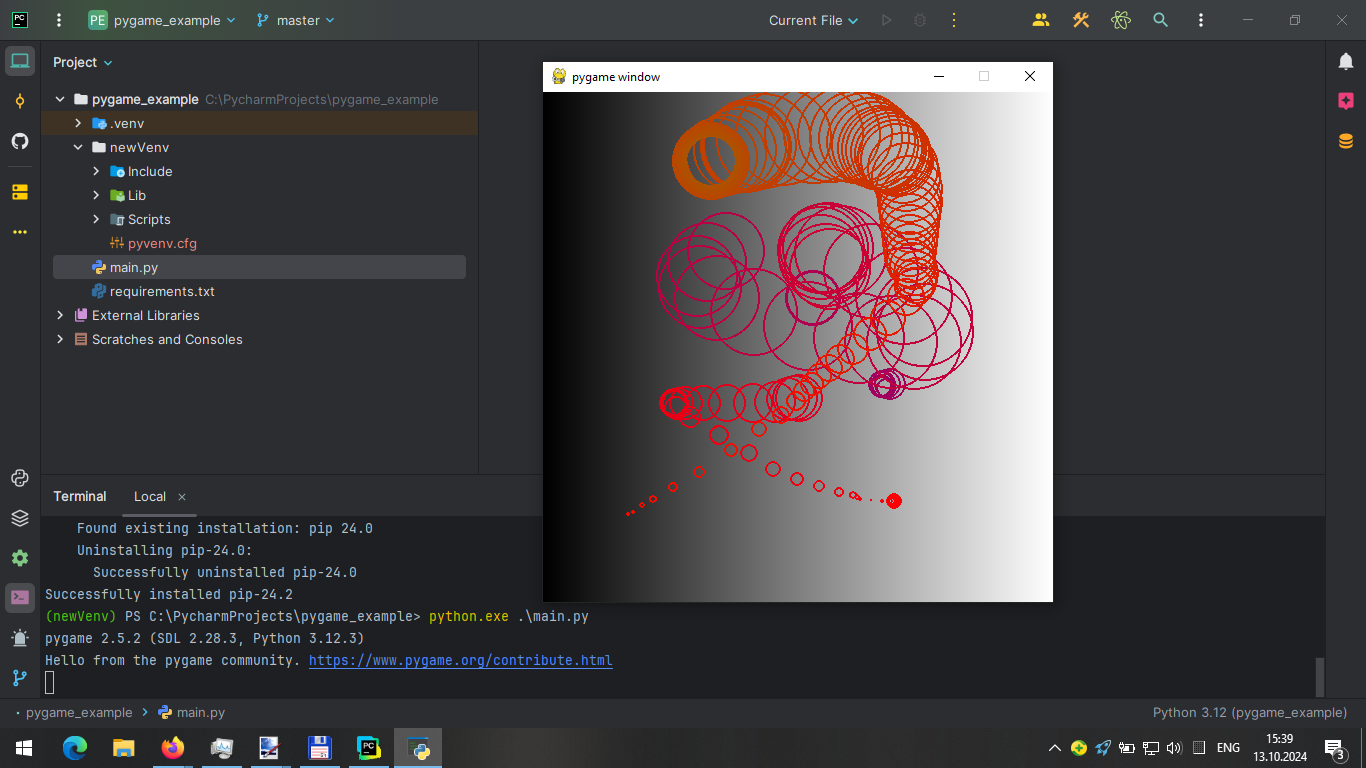 PC
PE pygame_example
master
Current File
Project
pygame window
pygame_example C:\PycharmProjects\pygame_example
.venv
newVenv
Include
Lib
Scripts
pyvenv.cfg
main.py
requirements.txt
External Libraries
Scratches and Consoles
Terminal Local
Found existing installation: pip 24.0
Uninstalling pip-24.0:
Successfully uninstalled pip-24.0
Successfully installed pip-24.2
(newVenv) PS C:\PycharmProjects\pygame_example> python.exe .\main.py
pygame 2.5.2 (SDL 2.28.3, Python 3.12.3)
Hello from the pygame community. https://www.pygame.org/contribute.html
pygame_example > main.py
Python 3.12 (pygame_example)
PC
ENG
15:39
13.10.2024
3